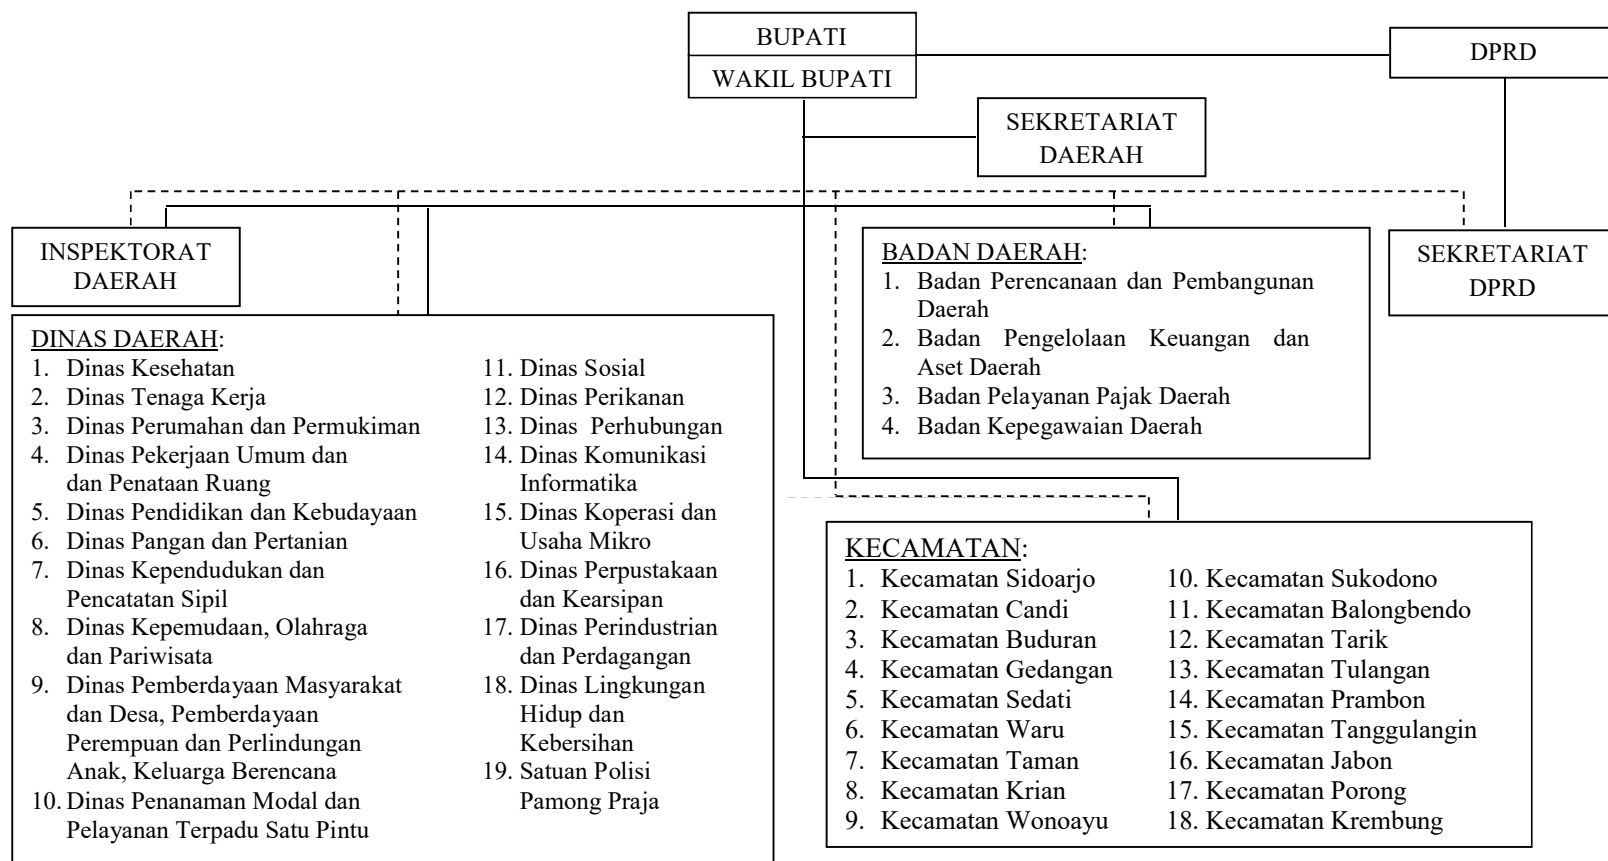 BUPATI
WAKIL BUPATI
DPRD
SEKRETARIAT
DAERAH
INSPEKTORAT
DAERAH
BADAN DAERAH:
1. Badan Perencanaan dan Pembangunan
Daerah
2. Badan Pengelolaan Keuangan dan
Aset Daerah
3. Badan Pelayanan Pajak Daerah
4. Badan Kepegawaian Daerah
SEKRETARIAT
DPRD
DINAS DAERAH:
1. Dinas Kesehatan
2. Dinas Tenaga Kerja
3. Dinas Perumahan dan Permukiman
4. Dinas Pekerjaan Umum dan
dan Penataan Ruang
5. Dinas Pendidikan dan Kebudayaan
6. Dinas Pangan dan Pertanian
7. Dinas Kependudukan dan
Pencatatan Sipil
8. Dinas Kepemudaan, Olahraga
dan Pariwisata
9. Dinas Pemberdayaan Masyarakat
dan Desa, Pemberdayaan
Perempuan dan Perlindungan
Anak, Keluarga Berencana
10. Dinas Penanaman Modal dan
Pelayanan Terpadu Satu Pintu
11. Dinas Sosial
12. Dinas Perikanan
13. Dinas Perhubungan
14. Dinas Komunikasi
Informatika
15. Dinas Koperasi dan
Usaha Mikro
16. Dinas Perpustakaan
dan Kearsipan
17. Dinas Perindustrian
dan Perdagangan
18. Dinas Lingkungan
Hidup dan
Kebersihan
19. Satuan Polisi
Pamong Praja
KECAMATAN:
1. Kecamatan Sidoarjo
2. Kecamatan Candi
3. Kecamatan Buduran
4. Kecamatan Gedangan
5. Kecamatan Sedati
6. Kecamatan Waru
7. Kecamatan Taman
8. Kecamatan Krian
9. Kecamatan Wonoayu
10. Kecamatan Sukodono
11. Kecamatan Balongbendo
12. Kecamatan Tarik
13. Kecamatan Tulangan
14. Kecamatan Prambon
15. Kecamatan Tanggulangin
16. Kecamatan Jabon
17. Kecamatan Porong
18. Kecamatan Krembung